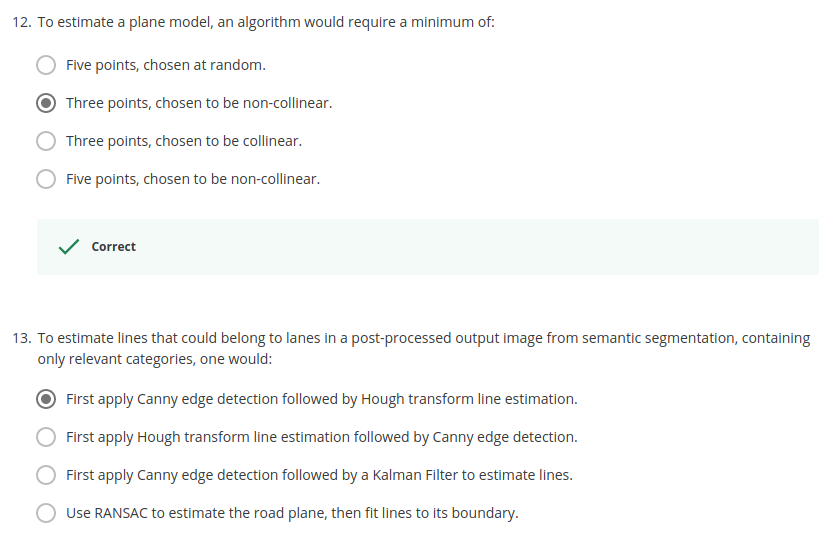 12. To estimate a plane model, an algorithm would require a minimum of:
Five points, chosen at random.
Three points, chosen to be non-collinear.
Three points, chosen to be collinear.
Five points, chosen to be non-collinear.
Correct
13. To estimate lines that could belong to lanes in a post-processed output image from semantic segmentation, containing
only relevant categories, one would:
First apply Canny edge detection followed by Hough transform line estimation.
First apply Hough transform line estimation followed by Canny edge detection.
First apply Canny edge detection followed by a Kalman Filter to estimate lines.
Use RANSAC to estimate the road plane, then fit lines to its boundary.